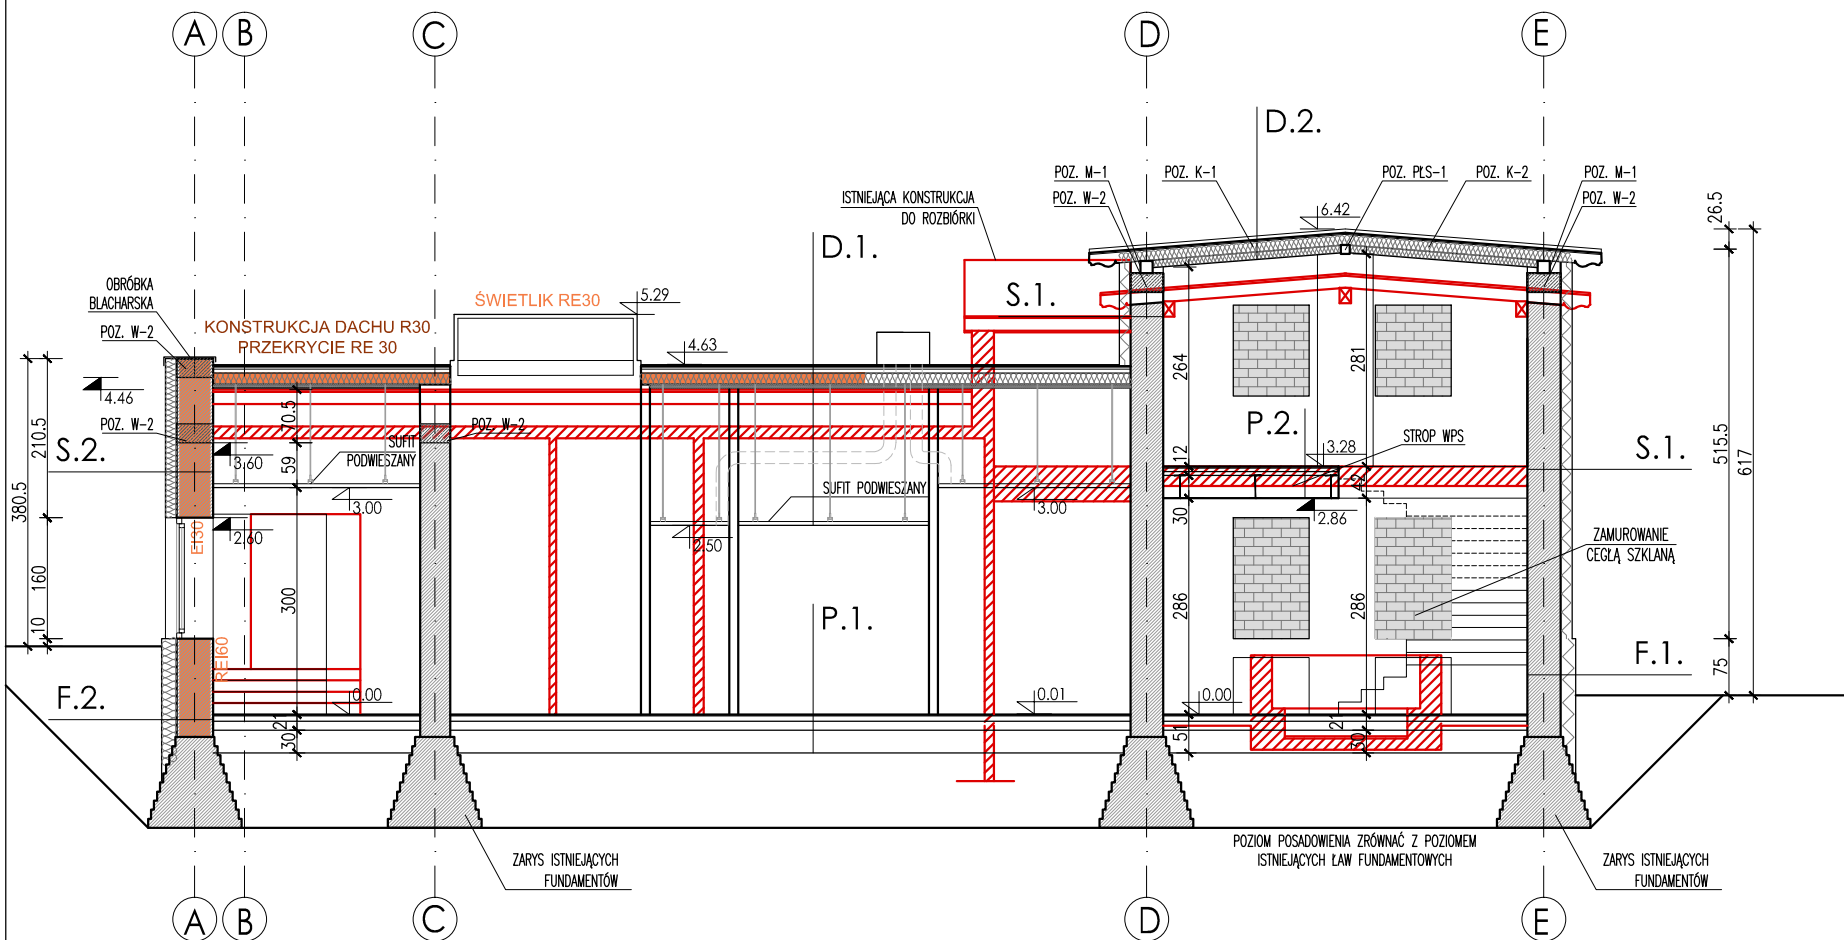 A B C D E
D.2.
POZ. M-1
POZ. W-2
POZ. K-1
POZ. PŁS-1
POZ. K-2
POZ. M-1
POZ. W-2
ISTNIEJĄCA KONSTRUKCJA
DO ROZBIÓRKI
6.42
26.5
D.1.
OBRÓBKA
BLACHARSKA
POZ. W-2
KONSTRUKCJA DACHU R30
PRZEKRYCIE RE 30
ŚWIETLIK RE30
5.29
S.1.
4.63
4.46
264
281
210.5
70.5
POZ. W-2
POZ. W-2
P.2.
STROP WPS
515.5
617
S.2.
3.60
59
SUFIT
PODWIESZANY
12
3.28
S.1.
380.5
3.00
SUFIT PODWIESZANY
3.00
30
42
2.86
EI30
2.60
2.50
ZAMUROWANIE
CEGŁĄ SZKLANĄ
160
300
286
286
10
P.1.
REI60
F.1.
75
F.2.
0.00
0.01
0.00
21
30
51
21
30
POZIOM POSADOWIENIA ZRÓWNAĆ Z POZIOMEM
ISTNIEJĄCYCH ŁAW FUNDAMENTOWYCH
ZARYS ISTNIEJĄCYCH
FUNDAMENTÓW
ZARYS ISTNIEJĄCYCH
FUNDAMENTÓW
A B C D E